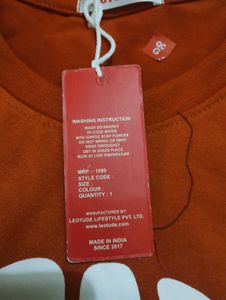 QC
WASHING INSTRUCTION
WASH SEPARATELY
IN COLD WATER
WITH GENTLE SOAP POWDER
DO NOT WRING OR TWIST
RINSE THROUGHLY
DRY IN SHADE PLACE
IRON AT LOW TEMPERATURE
MRP - 1099
STYLE CODE :
SIZE :
COLOUR :
QUANTITY : 1
MANUFACTURED BY
LEOTUDE LIFESTYLE PVT. LTD.
www.leotude.com
MADE IN INDIA
SINCE 2017